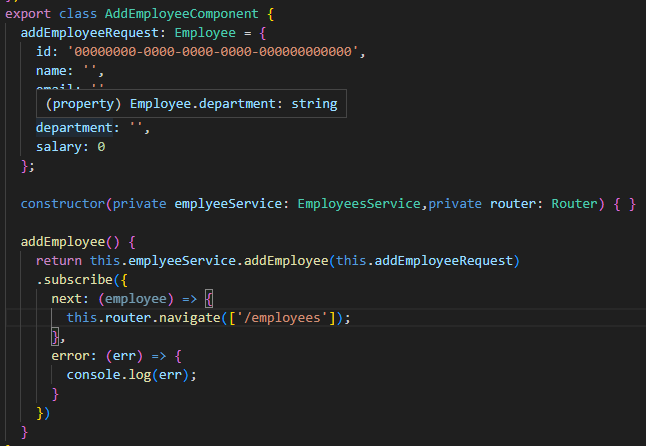 export class AddEmployeeComponent {
addEmployeeRequest: Employee = {
id: '00000000-0000-0000-0000-000000000000',
name: '',
email: ''
(property) Employee.department: string
department: '',
salary: 0
};
constructor(private emplyeeService: EmployeesService,private router: Router) { }
addEmployee() {
return this.emplyeeService.addEmployee(this.addEmployeeRequest)
.subscribe({
next: (employee) => {
this.router.navigate(['/employees']);
},
error: (err) => {
console.log(err);
}
})
}